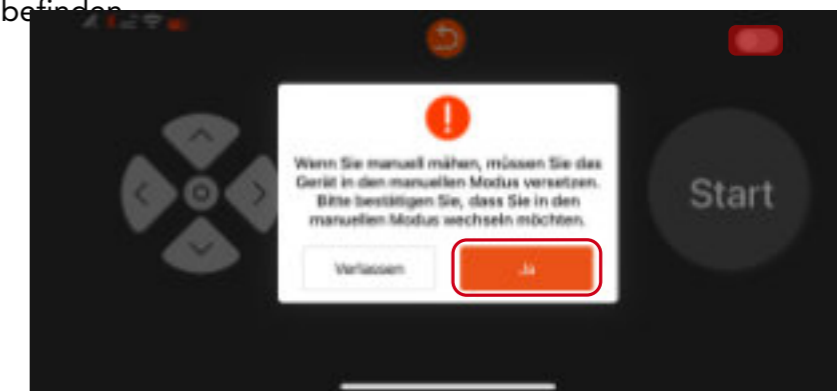 befinden
Wenn Sie manuell mähen, müssen Sie das
Gerät in den manuellen Modus versetzen.
Bitte bestätigen Sie, dass Sie in den
manuellen Modus wechseln möchten.
Start
Verlassen
Ja